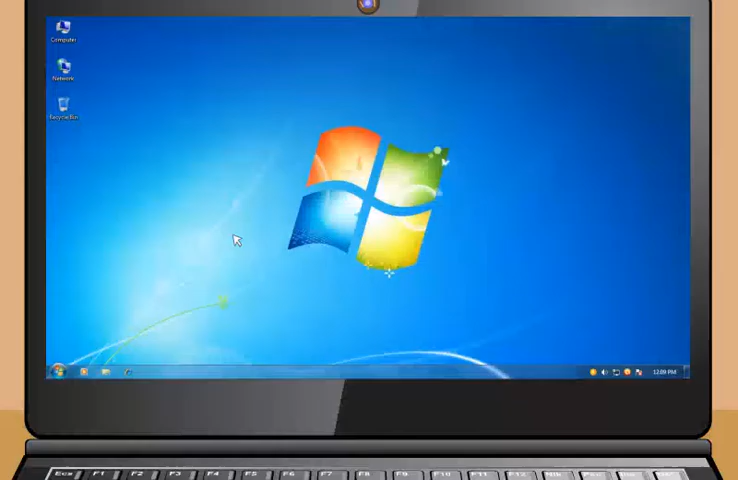 Computer
Network
Recycle Bin
12:09 PM
Esc F1 F2 F3 F4 F5 F6 F7 F8 F9 F10 F11 F12